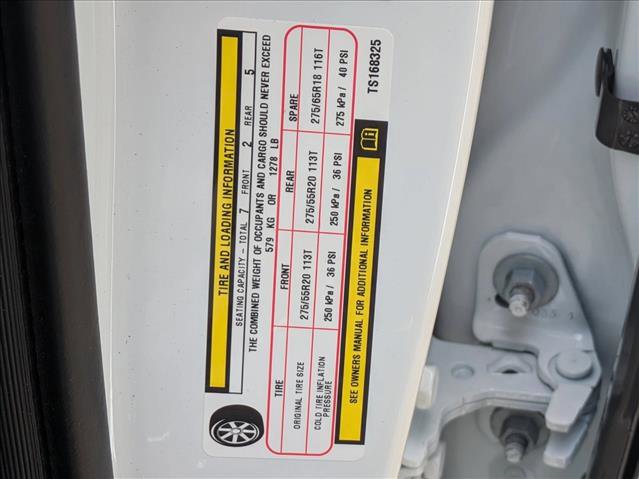 TIRE AND LOADING INFORMATION
SEATING CAPACITY - TOTAL 7 FRONT 2 REAR 5
THE COMBINED WEIGHT OF OCCUPANTS AND CARGO SHOULD NEVER EXCEED
579 KG OR 1278 LB
TIRE FRONT REAR SPARE
ORIGINAL TIRE SIZE 275/55R20 113T 275/55R20 113T 275/65R18 116T
COLD TIRE INFLATION PRESSURE 250 kPa / 36 PSI 250 kPa / 36 PSI 275 kPa / 40 PSI
SEE OWNERS MANUAL FOR ADDITIONAL INFORMATION
TS168325